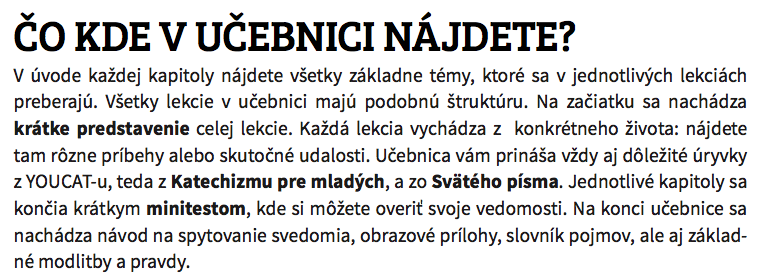 ČO KDE V UČEBNICI NÁJDETE?
V úvode každej kapitoly nájdete všetky základne témy, ktoré sa v jednotlivých lekciách
preberajú. Všetky lekcie v učebnici majú podobnú štruktúru. Na začiatku sa nachádza
krátke predstavenie celej lekcie. Každá lekcia vychádza z konkrétneho života: nájdete
tam rôzne príbehy alebo skutočné udalosti. Učebnica vám prináša vždy aj dôležité úryvky
z YOUCAT-u, teda z Katechizmu pre mladých, a zo Svätého písma. Jednotlivé kapitoly sa
končia krátkym minitestom, kde si môžete overiť svoje vedomosti. Na konci učebnice sa
nachádza návod na spytovanie svedomia, obrazové prílohy, slovník pojmov, ale aj základ-
né modlitby a pravdy.